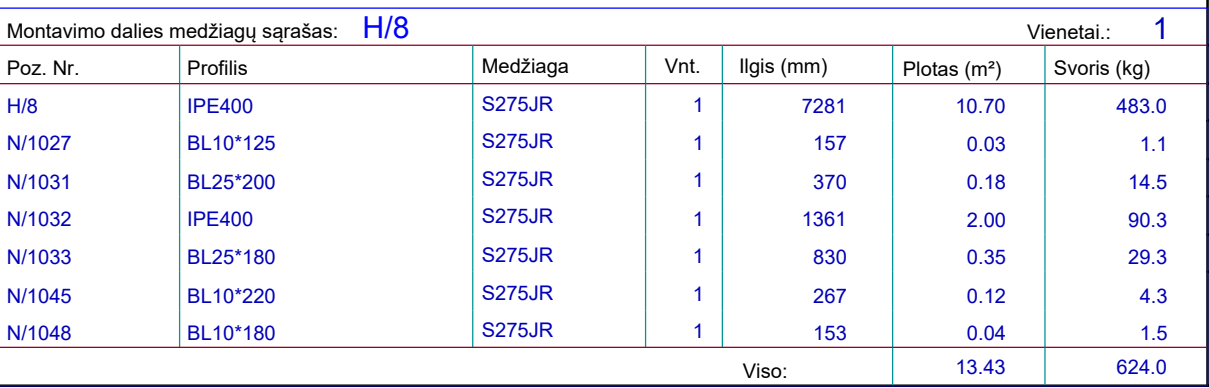 Montavimo dalies medžiagų sąrašas: H/8 Vienetai.: 1
Poz. Nr. Profilis Medžiaga Vnt. Ilgis (mm) Plotas (m²) Svoris (kg)
H/8 IPE400 S275JR 1 7281 10.70 483.0
N/1027 BL10*125 S275JR 1 157 0.03 1.1
N/1031 BL25*200 S275JR 1 370 0.18 14.5
N/1032 IPE400 S275JR 1 1361 2.00 90.3
N/1033 BL25*180 S275JR 1 830 0.35 29.3
N/1045 BL10*220 S275JR 1 267 0.12 4.3
N/1048 BL10*180 S275JR 1 153 0.04 1.5
Viso: 13.43 624.0